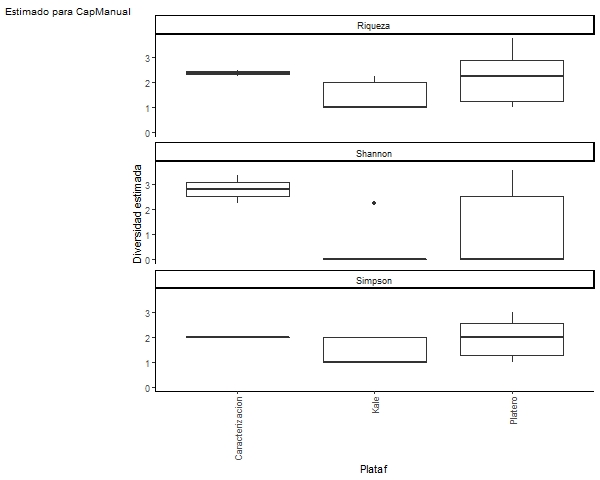 Estimado para CapManual
Riqueza
3
2
1
0
Shannon
3
2
1
0
Simpson
3
2
1
0
Diversidad estimada
Caracterizacion
Kale
Platero
Plataf